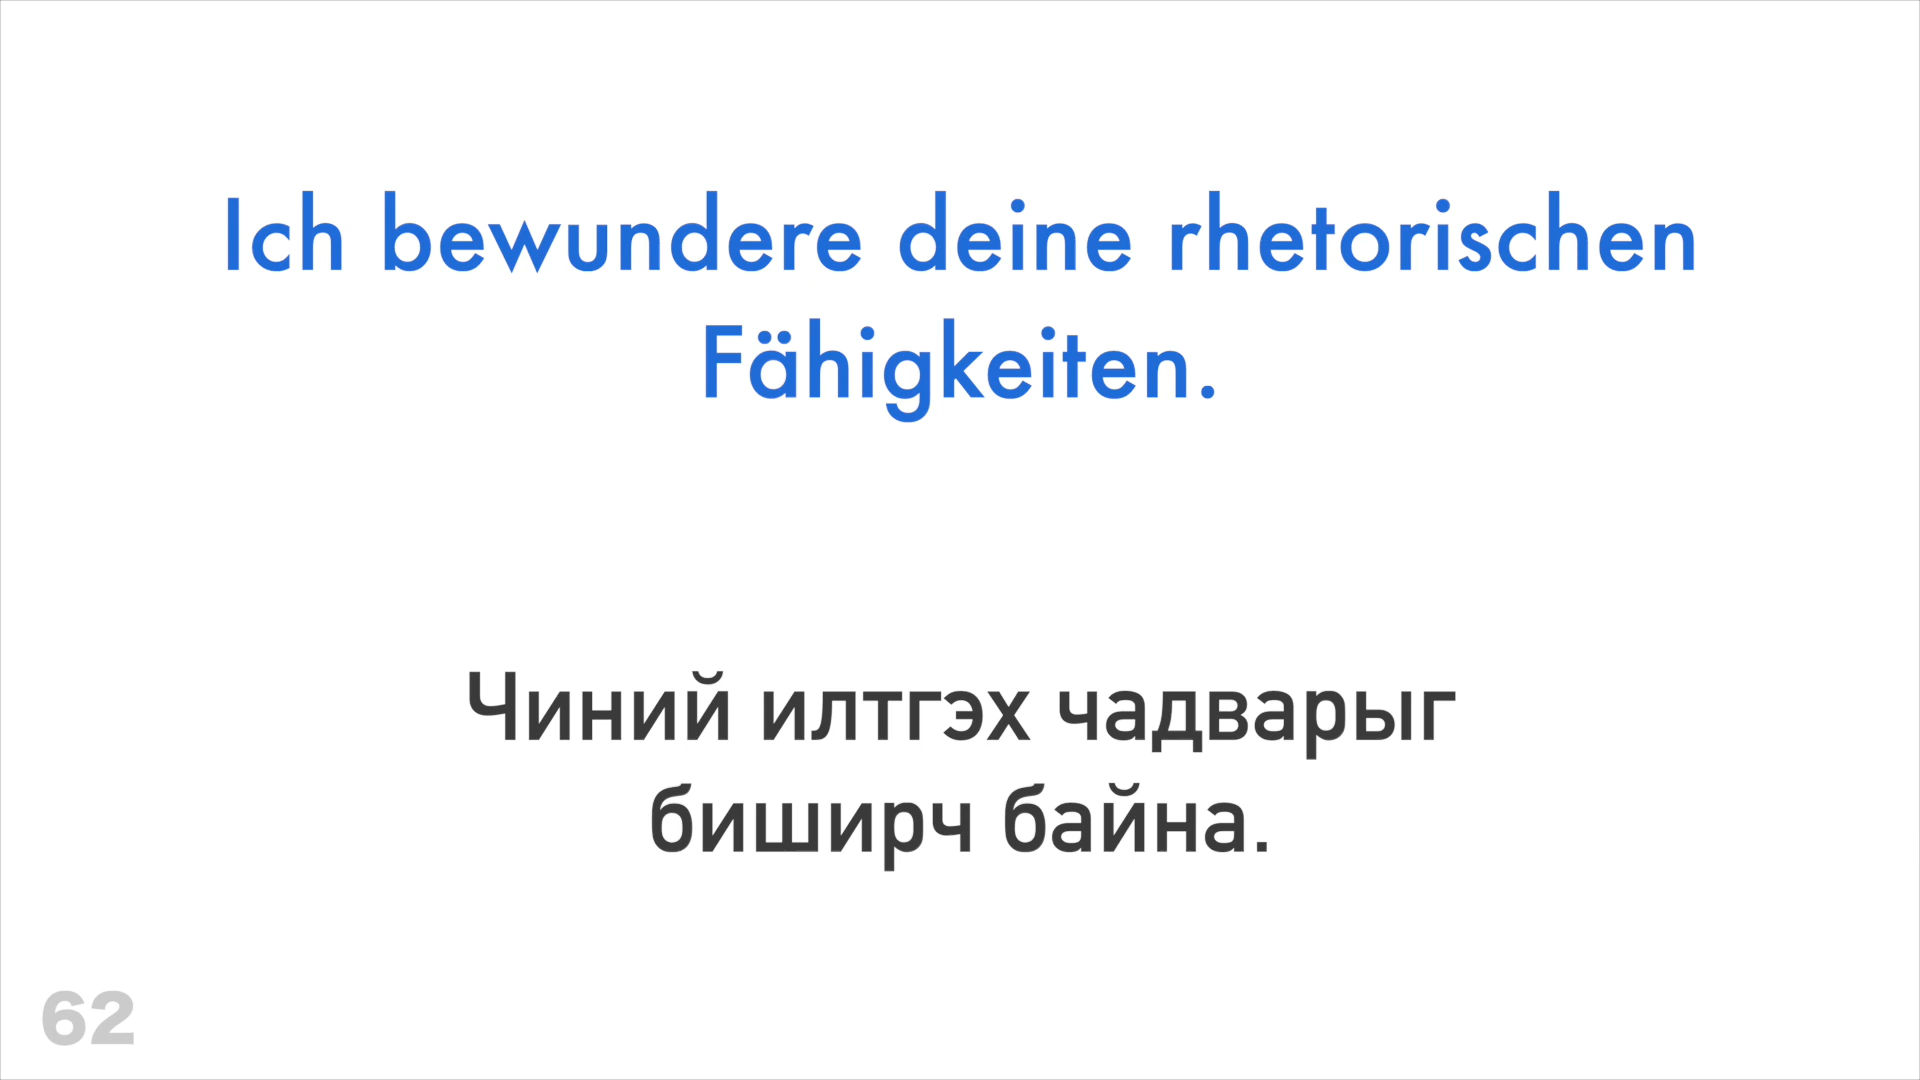 Ich bewundere deine rhetorischen
Fähigkeiten.
Чиний илтгэх чадварыг
биширч байна.
62